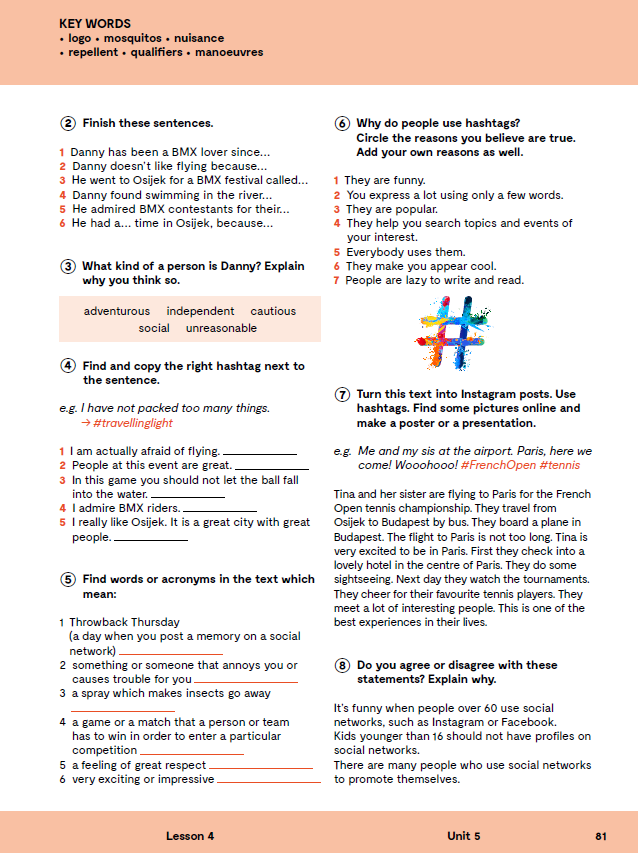 KEY WORDS
• logo • mosquitos • nuisance
• repellent • qualifiers • manoeuvres
2 Finish these sentences.
1 Danny has been a BMX lover since...
2 Danny doesn't like flying because...
3 He went to Osijek for a BMX festival called...
4 Danny found swimming in the river...
5 He admired BMX contestants for their...
6 He had a... time in Osijek, because...
3 What kind of a person is Danny? Explain
why you think so.
adventurous independent cautious
social unreasonable
4 Find and copy the right hashtag next to
the sentence.
e.g. I have not packed too many things.
→ #travellinglight
1 I am actually afraid of flying.
2 People at this event are great.
3 In this game you should not let the ball fall
into the water.
4 I admire BMX riders.
5 I really like Osijek. It is a great city with great
people.
5 Find words or acronyms in the text which
mean:
1 Throwback Thursday
(a day when you post a memory on a social
network)
2 something or someone that annoys you or
causes trouble for you
3 a spray which makes insects go away
4 a game or a match that a person or team
has to win in order to enter a particular
competition
5 a feeling of great respect
6 very exciting or impressive
6 Why do people use hashtags?
Circle the reasons you believe are true.
Add your own reasons as well.
1 They are funny.
2 You express a lot using only a few words.
3 They are popular.
4 They help you search topics and events of
your interest.
5 Everybody uses them.
6 They make you appear cool.
7 People are lazy to write and read.
#
7 Turn this text into Instagram posts. Use
hashtags. Find some pictures online and
make a poster or a presentation.
e.g. Me and my sis at the airport. Paris, here we
come! Wooohooo! #FrenchOpen #tennis
Tina and her sister are flying to Paris for the French
Open tennis championship. They travel from
Osijek to Budapest by bus. They board a plane in
Budapest. The flight to Paris is not too long. Tina is
very excited to be in Paris. First they check into a
lovely hotel in the centre of Paris. They do some
sightseeing. Next day they watch the tournaments.
They cheer for their favourite tennis players. They
meet a lot of interesting people. This is one of the
best experiences in their lives.
8 Do you agree or disagree with these
statements? Explain why.
It's funny when people over 60 use social
networks, such as Instagram or Facebook.
Kids younger than 16 should not have profiles on
social networks.
There are many people who use social networks
to promote themselves.
Lesson 4 Unit 5 81